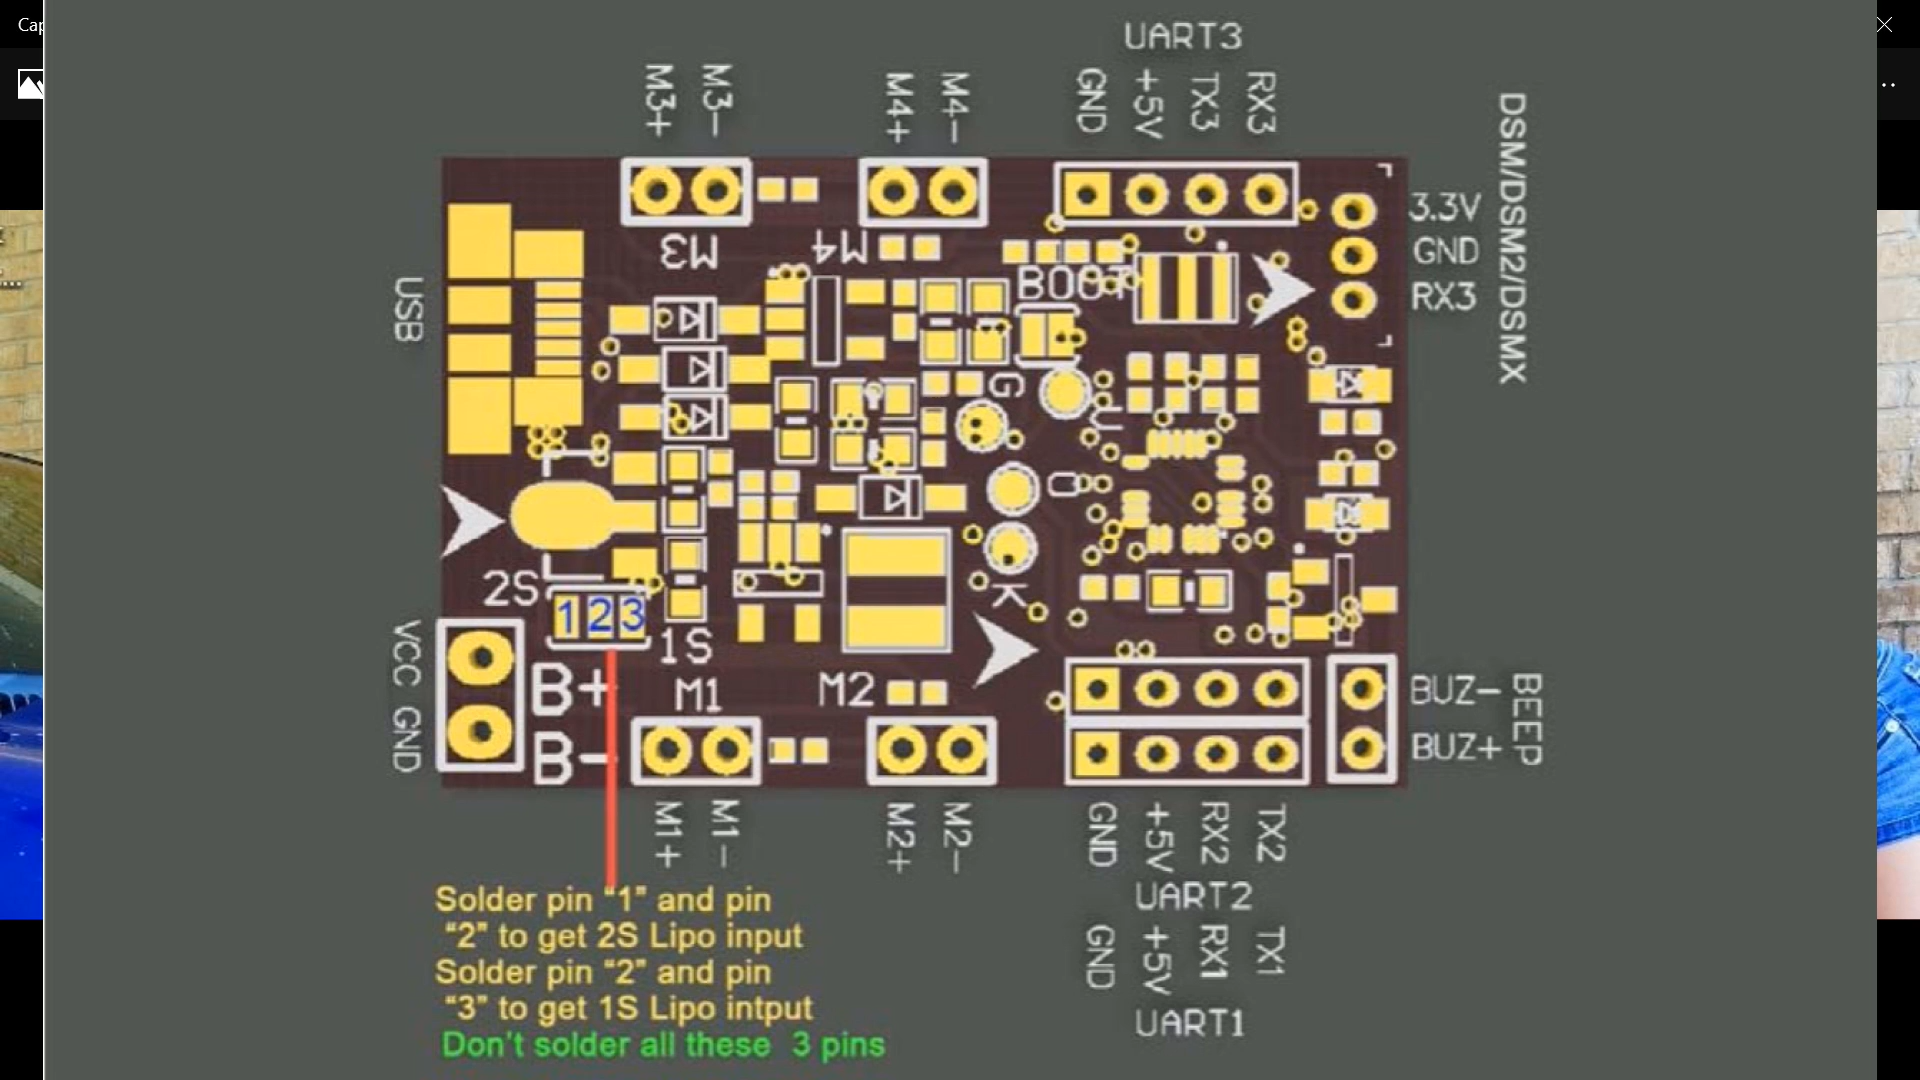 Cap
UART3
M3+
M3-
M4+
M4-
GND
+5V
TX3
RX3
DSM/DSM2/DSMX
3.3V
GND
RX3
M3
M4
BOOT
USB
G
V
O
K
2S
1 2 3
1S
VCC
GND
B+
B-
M1
M2
BUZ-
BUZ+
BEEP
M1+
M1-
M2+
M2-
GND
+5V
RX2
TX2
UART2
GND
+5V
RX1
TX1
UART1
Solder pin “1” and pin
“2” to get 2S Lipo input
Solder pin “2” and pin
“3” to get 1S Lipo intput
Don't solder all these 3 pins